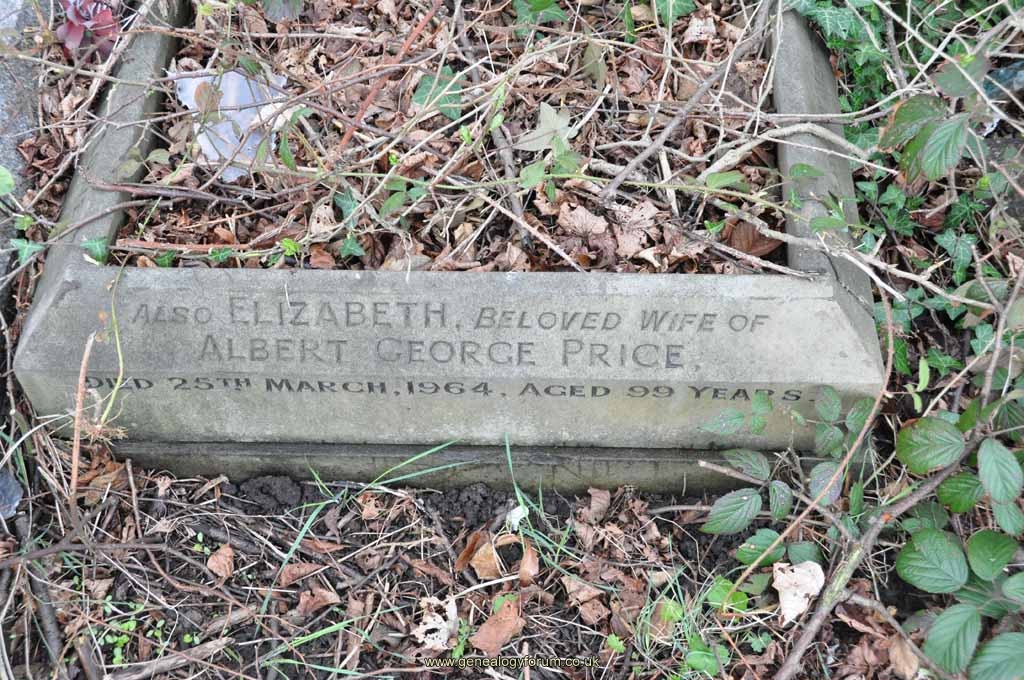 ALSO ELIZABETH, BELOVED WIFE OF
ALBERT GEORGE PRICE,
DIED 25TH MARCH, 1964, AGED 99 YEARS.
www.genealogyforum.co.uk